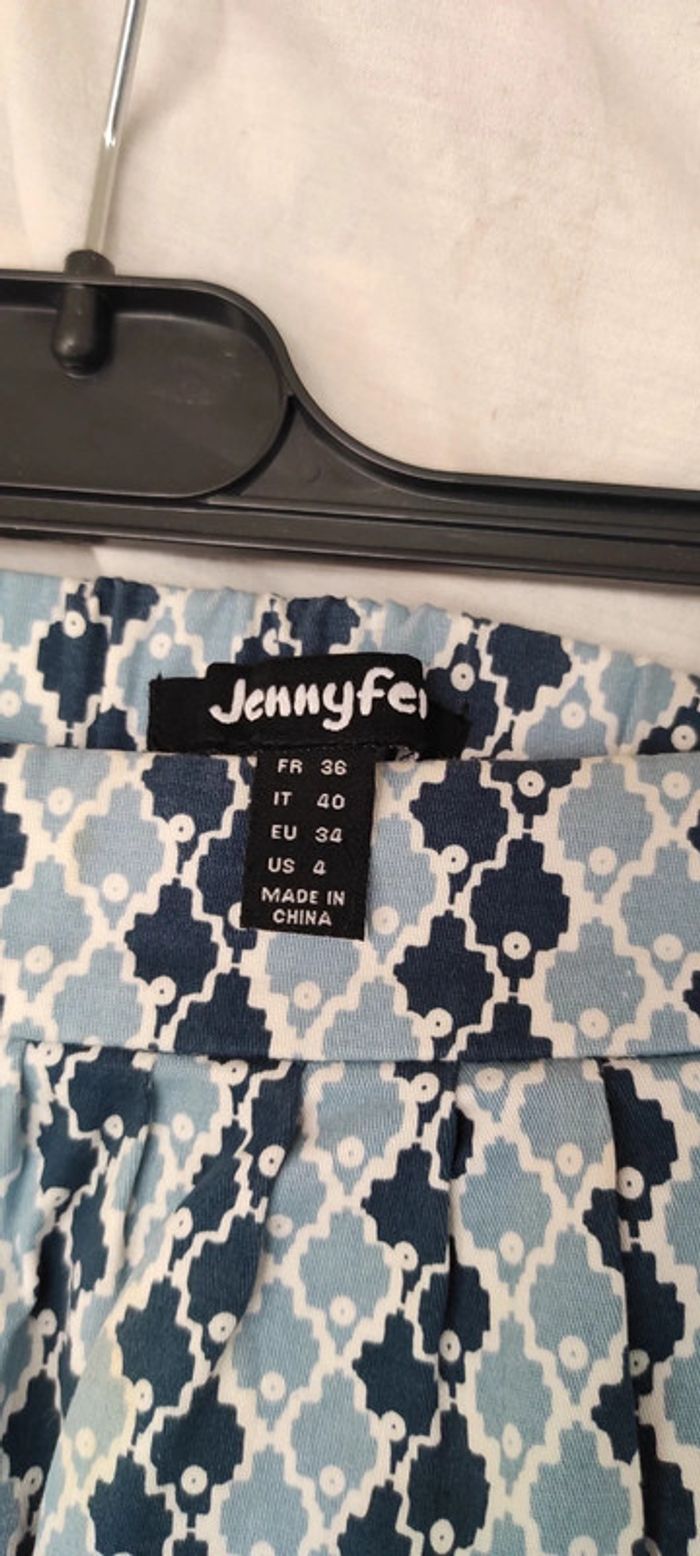 Jennyfer
FR 36
IT 40
EU 34
US 4
MADE IN
CHINA